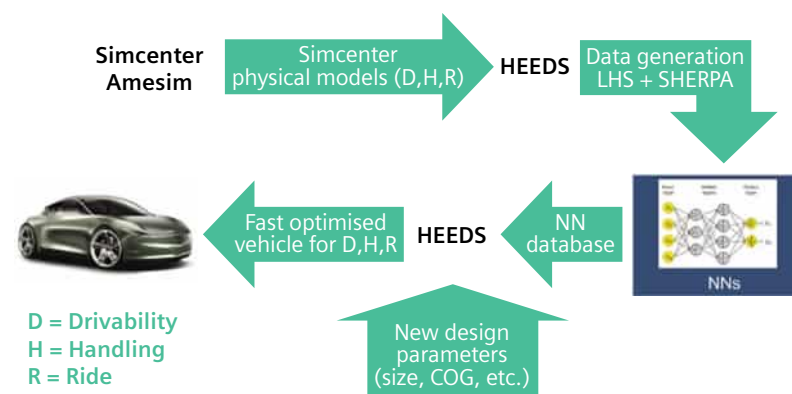 Simcenter
Amesim
Simcenter
physical models (D,H,R)
HEEDS
Data generation
LHS + SHERPA
Fast optimised
vehicle for D,H,R
HEEDS
NN
database
NNs
D = Drivability
H = Handling
R = Ride
New design
parameters
(size, COG, etc.)